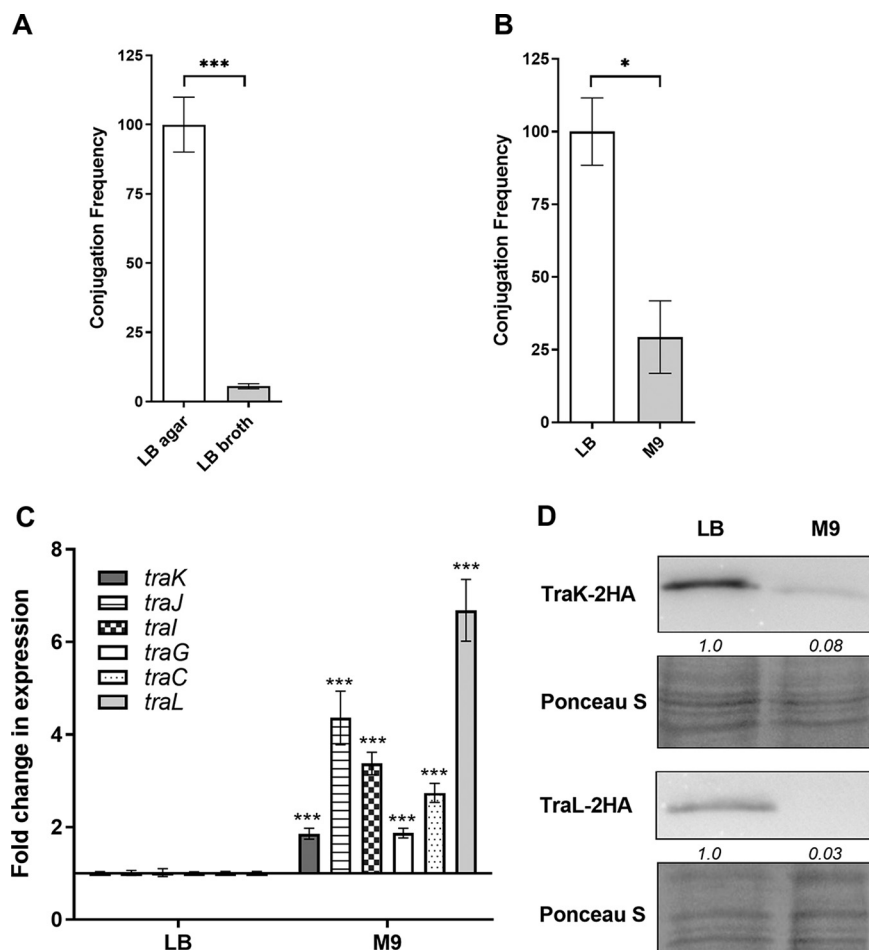 A
Conjugation Frequency
125
100
75
50
25
0
***
LB agar
LB broth
B
Conjugation Frequency
125
100
75
50
25
0
*
LB
M9
C
Fold change in expression
8
6
4
2
0
traK
traJ
traI
traG
traC
traL
***
***
***
***
***
***
LB
M9
D
LB M9
TraK-2HA
1.0 0.08
Ponceau S
TraL-2HA
1.0 0.03
Ponceau S